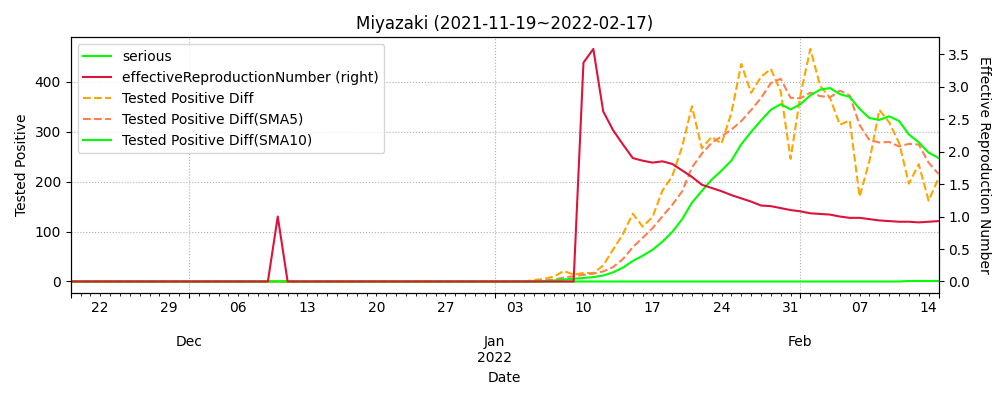 Miyazaki (2021-11-19~2022-02-17)
serious
effectiveReproductionNumber (right)
Tested Positive Diff
Tested Positive Diff(SMA5)
Tested Positive Diff(SMA10)
Tested Positive
400
300
200
100
0
3.5
3.0
2.5
2.0
1.5
1.0
0.5
0.0
Effective Reproduction Number
22 29 06 13 20 27 03 10 17 24 31 07 14
Dec Jan Feb
2022
Date